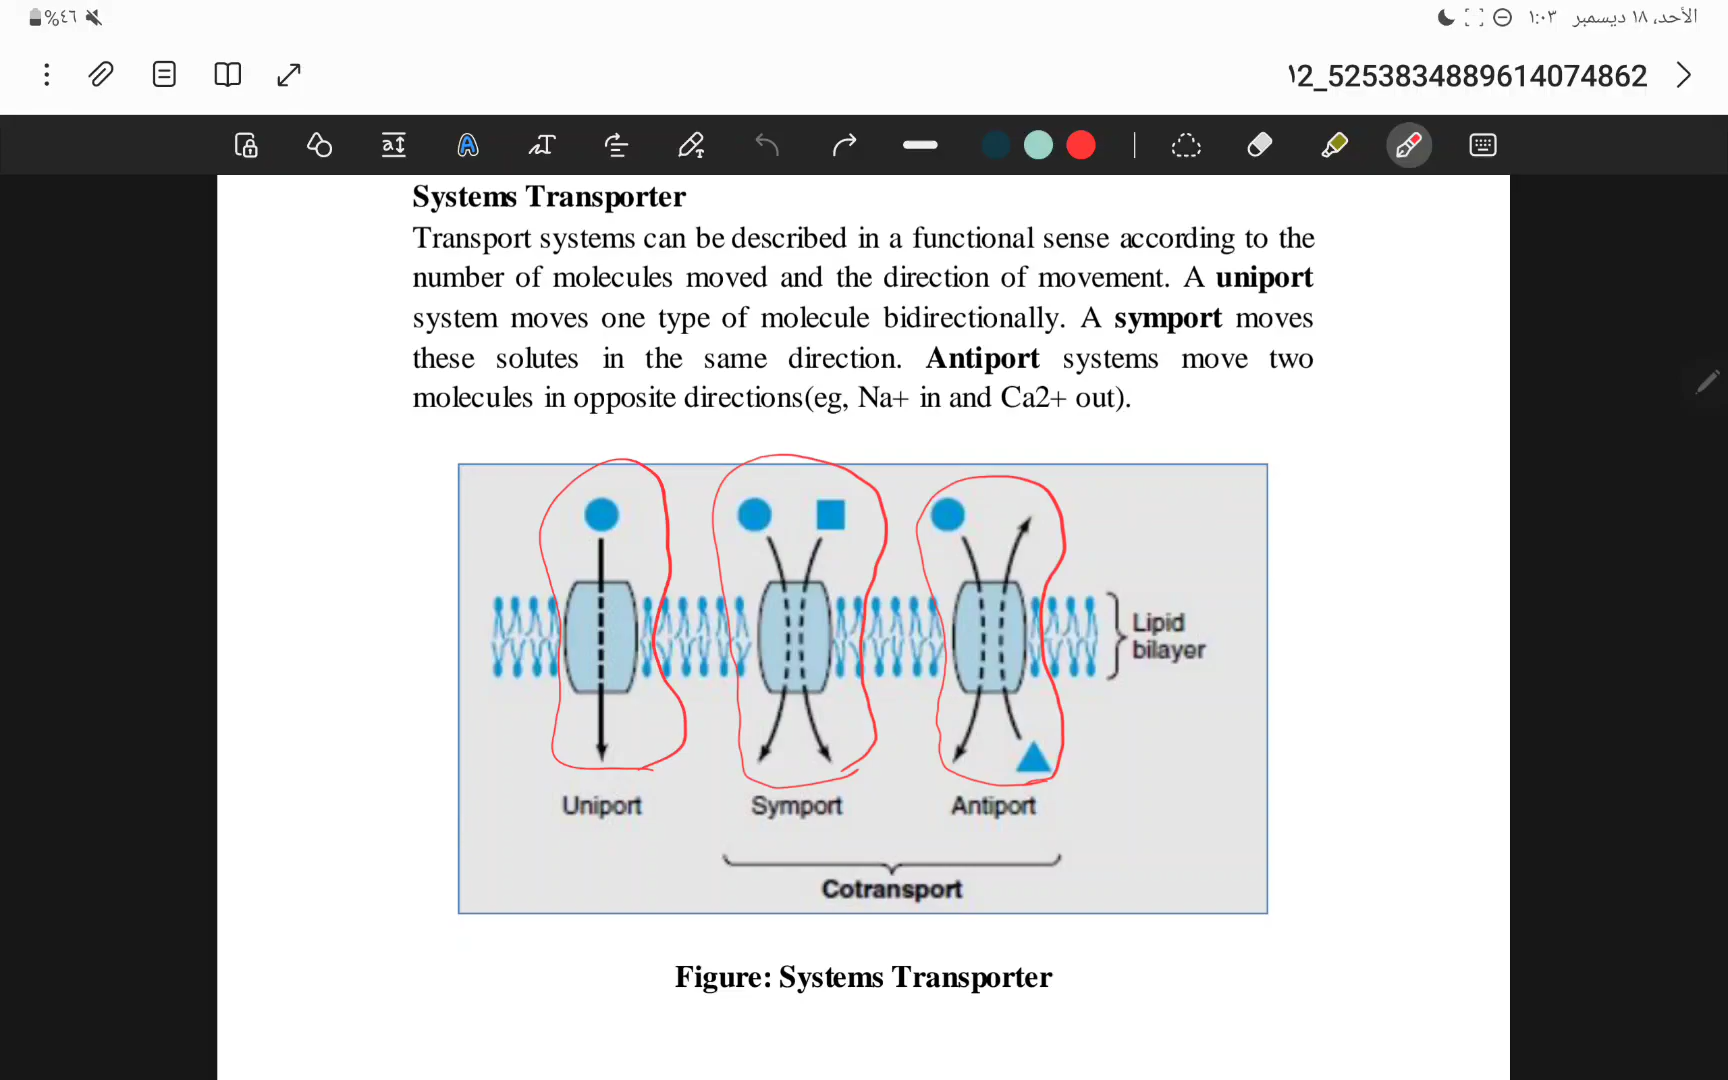 ٪٤٦
الأحد، ١٨ ديسمبر ١:٠٣
12_5253834889614074862
Systems Transporter
Transport systems can be described in a functional sense according to the
number of molecules moved and the direction of movement. A uniport
system moves one type of molecule bidirectionally. A symport moves
these solutes in the same direction. Antiport systems move two
molecules in opposite directions(eg, Na+ in and Ca2+ out).
Lipid
bilayer
Uniport Symport Antiport
Cotransport
Figure: Systems Transporter